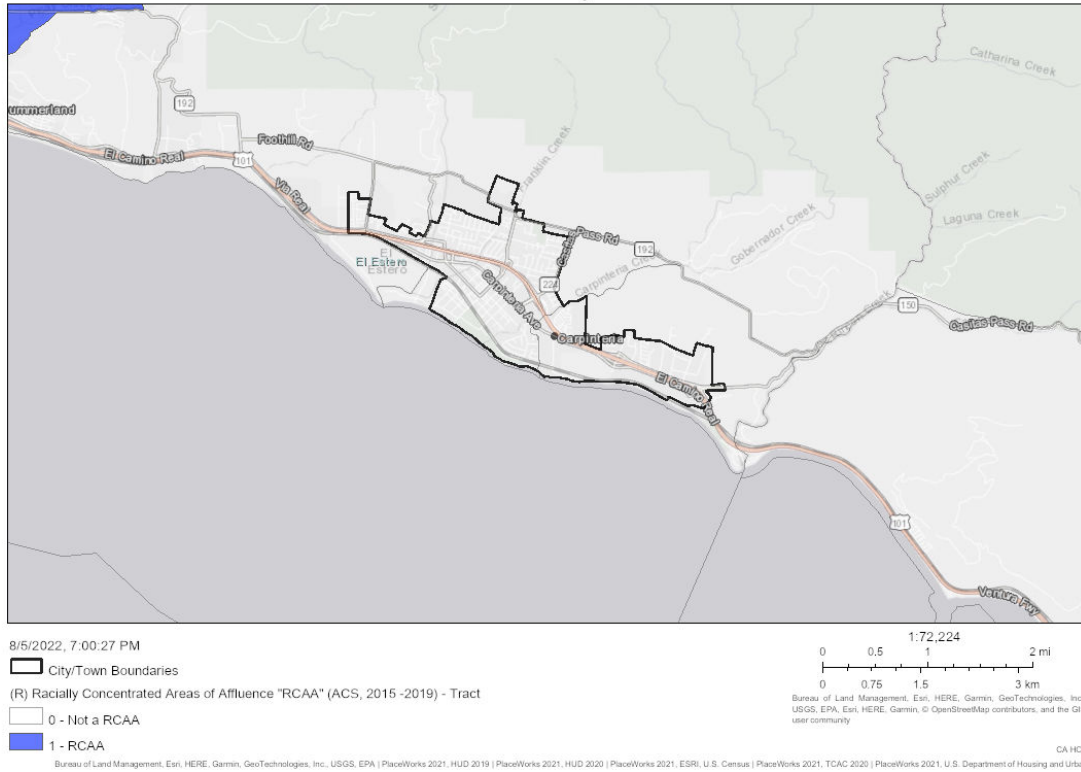 Catharina Creek
192
ummerland
El Camino Real
101
Foothill Rd
Franklin Creek
Via Real
Sulphur Creek
Laguna Creek
Gobernador Creek
Pass Rd
192
El Estero
El
Estero
Casitas
224
Carpinteria Ave
Carpinteria
150
Casitas Pass Rd
El Camino Real
101
Ventura Fwy
8/5/2022, 7:00:27 PM
City/Town Boundaries
(R) Racially Concentrated Areas of Affluence "RCAA" (ACS, 2015 -2019) - Tract
0 - Not a RCAA
1 - RCAA
1:72,224
0 0.5 1 2 mi
0 0.75 1.5 3 km
Bureau of Land Management, Esri, HERE, Garmin, GeoTechnologies, Inc
USGS, EPA, Esri, HERE, Garmin, © OpenStreetMap contributors, and the GI
user community
CA HC
Bureau of Land Management, Esri, HERE, Garmin, GeoTechnologies, Inc., USGS, EPA | PlaceWorks 2021, HUD 2019 | PlaceWorks 2021, HUD 2020 | PlaceWorks 2021, ESRI, U.S. Census | PlaceWorks 2021, TCAC 2020 | PlaceWorks 2021, U.S. Department of Housing and Urba